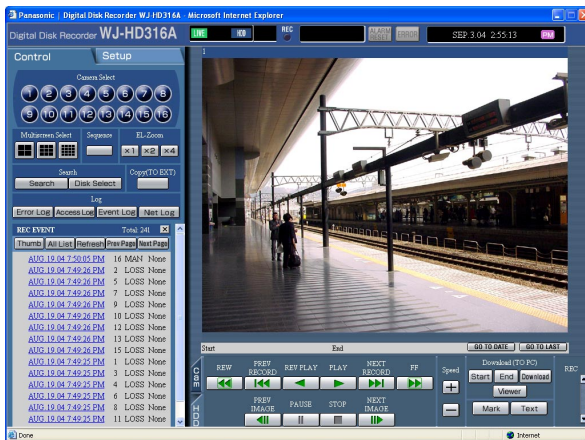 Panasonic | Digital Disk Recorder WJ-HD316A - Microsoft Internet Explorer
Digital Disk Recorder WJ-HD316A
LIVE HDD REC ALARM RESET ERROR SEP.3.04 2:55:13 PM
Control Setup
1
Camera Select
1 2 3 4 5 6 7 8
9 10 11 12 13 14 15 16
Multiscreen Select Sequence EL-Zoom
×1 ×2 ×4
Search Copy(TO EXT)
Search Disk Select
Log
Error Log Access Log Event Log Net Log
REC EVENT Total: 241
Thumb All List Refresh Prev Page Next Page
AUG.19.04 7:50:05 PM 16 MAN None
AUG.19.04 7:49:26 PM 2 LOSS None
AUG.19.04 7:49:26 PM 5 LOSS None
AUG.19.04 7:49:26 PM 7 LOSS None
AUG.19.04 7:49:26 PM 9 LOSS None
AUG.19.04 7:49:26 PM 10 LOSS None
AUG.19.04 7:49:26 PM 12 LOSS None
AUG.19.04 7:49:26 PM 13 LOSS None
AUG.19.04 7:49:26 PM 15 LOSS None
AUG.19.04 7:49:25 PM 1 LOSS None
AUG.19.04 7:49:25 PM 3 LOSS None
AUG.19.04 7:49:25 PM 4 LOSS None
AUG.19.04 7:49:25 PM 6 LOSS None
AUG.19.04 7:49:25 PM 8 LOSS None
AUG.19.04 7:49:25 PM 11 LOSS None
Start End GO TO DATE GO TO LAST
Cam
HDD
REW PREV RECORD REV PLAY PLAY NEXT RECORD FF
PREV IMAGE PAUSE STOP NEXT IMAGE
Speed
Download (TO PC)
Start End Download
Viewer
Mark Text
REC
Done Internet